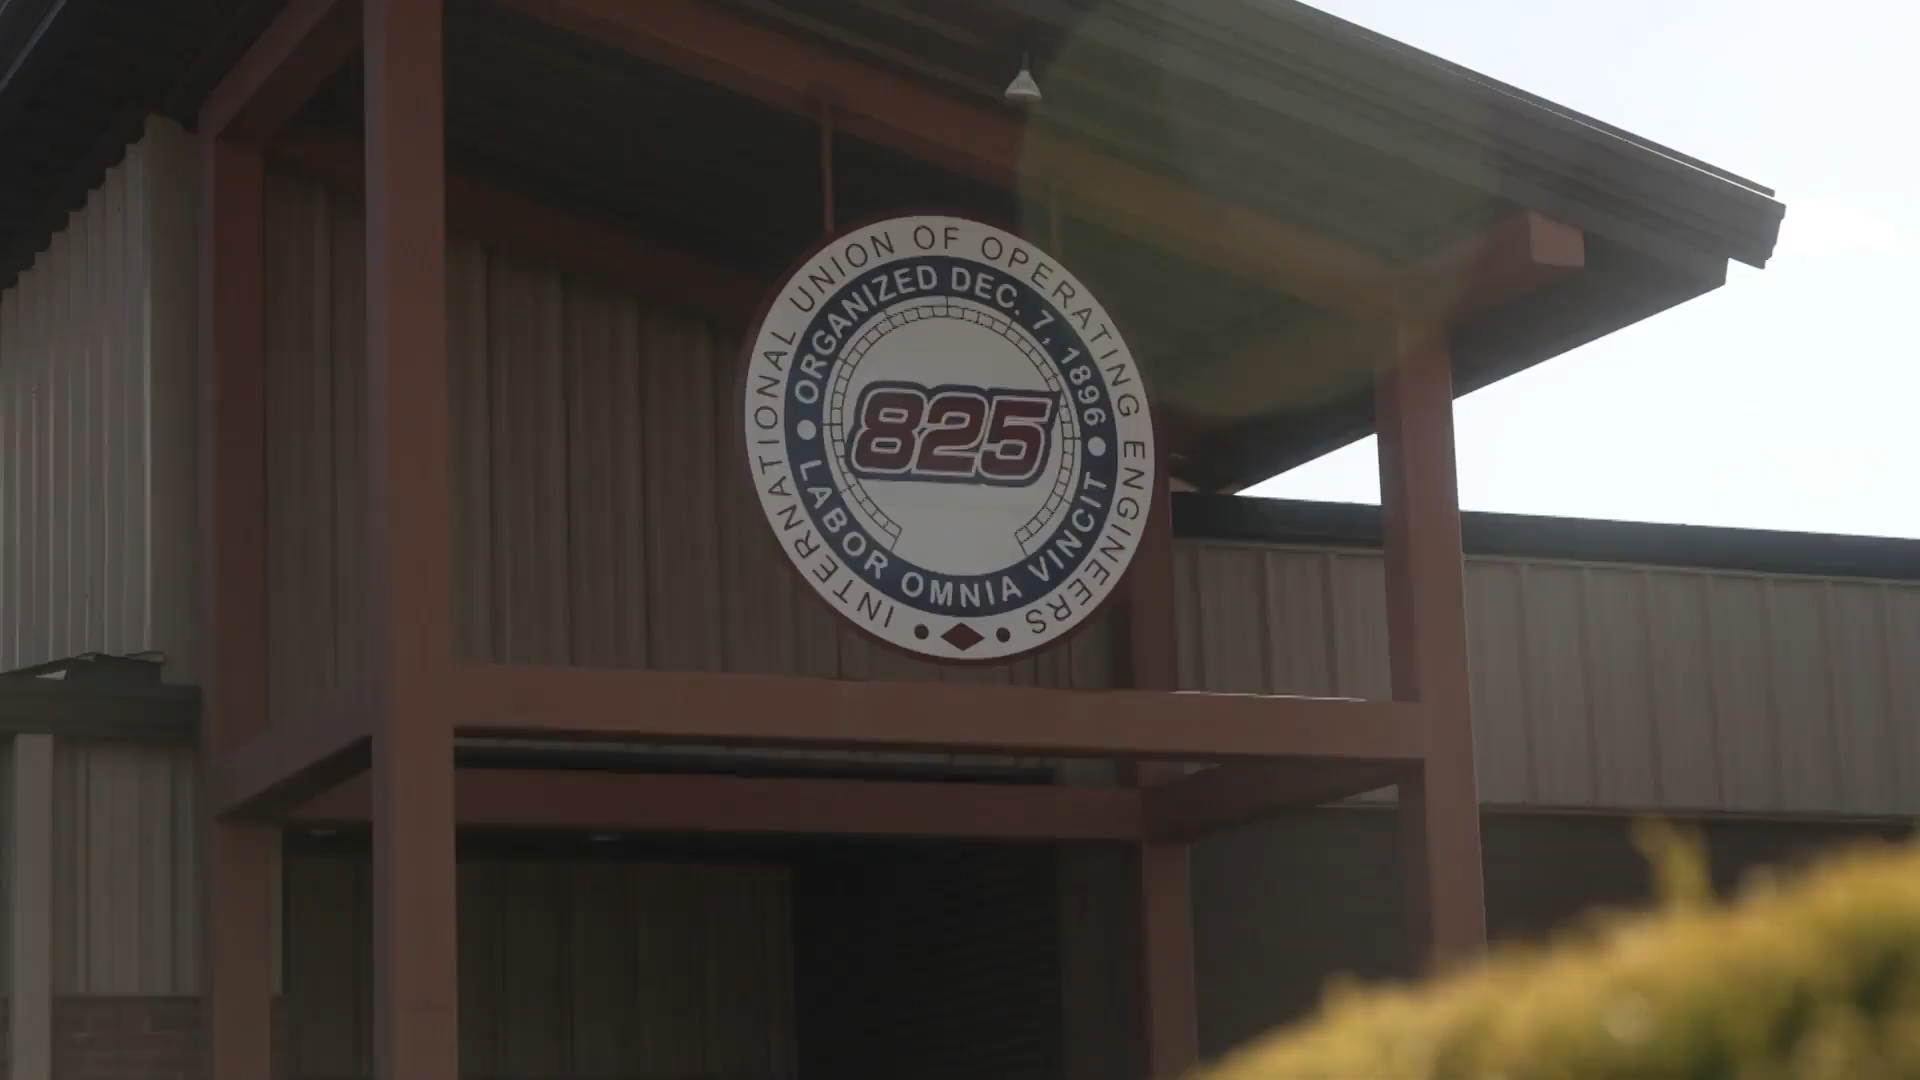 INTERNATIONAL UNION OF OPERATING ENGINEERS
ORGANIZED DEC. 7, 1896
825
LABOR OMNIA VINCIT